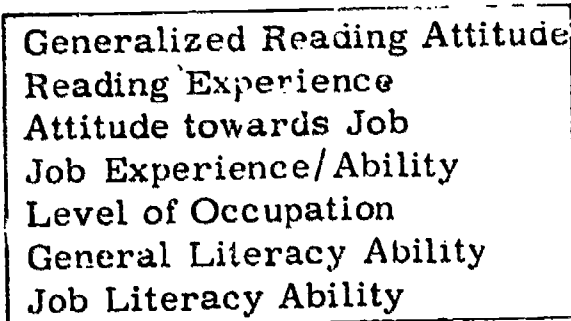 Generalized Reading Attitude
Reading Experience
Attitude towards Job
Job Experience/Ability
Level of Occupation
General Literacy Ability
Job Literacy Ability